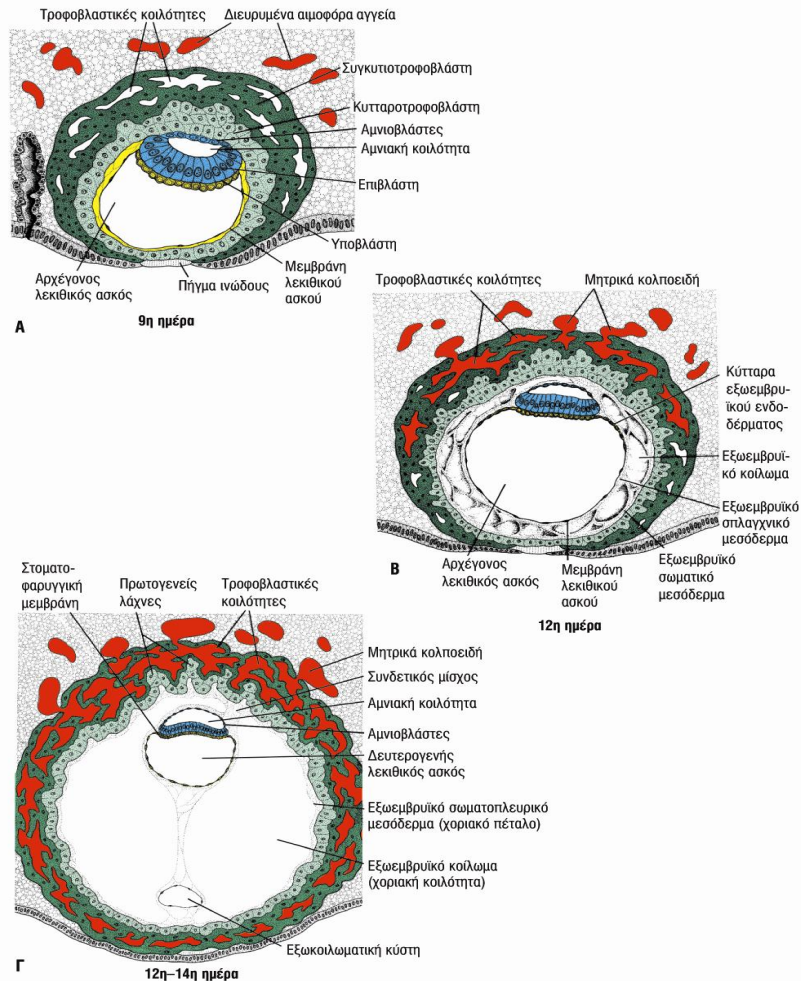 Τροφοβλαστικές κοιλότητες
Διευρυμένα αιμοφόρα αγγεία
Συγκυτιοτροφοβλάστη
Κυτταροτροφοβλάστη
Αμνιοβλάστες
Αμνιακή κοιλότητα
Επιβλάστη
Υποβλάστη
Μεμβράνη
λεκιθικού
ασκού
Πήγμα ινώδους
Αρχέγονος
λεκιθικός ασκός
Α
9η ημέρα
Τροφοβλαστικές κοιλότητες
Μητρικά κολποειδή
Κύτταρα
εξωεμβρυ-
ϊκού ενδο-
δέρματος
Εξωεμβρυϊ-
κό κοίλωμα
Εξωεμβρυϊκό
σπλαγχνικό
μεσόδερμα
Εξωεμβρυϊκό
σωματικό
μεσόδερμα
Μεμβράνη
λεκιθικού
ασκού
Αρχέγονος
λεκιθικός ασκός
Β
12η ημέρα
Στοματο-
φαρυγγική
μεμβράνη
Πρωτογενείς
λάχνες
Τροφοβλαστικές
κοιλότητες
Μητρικά κολποειδή
Συνδετικός μίσχος
Αμνιακή κοιλότητα
Αμνιοβλάστες
Δευτερογενής
λεκιθικός ασκός
Εξωεμβρυϊκό σωματοπλευρικό
μεσόδερμα (χοριακό πέταλο)
Εξωεμβρυϊκό κοίλωμα
(χοριακή κοιλότητα)
Εξωκοιλωματική κύστη
Γ
12η–14η ημέρα